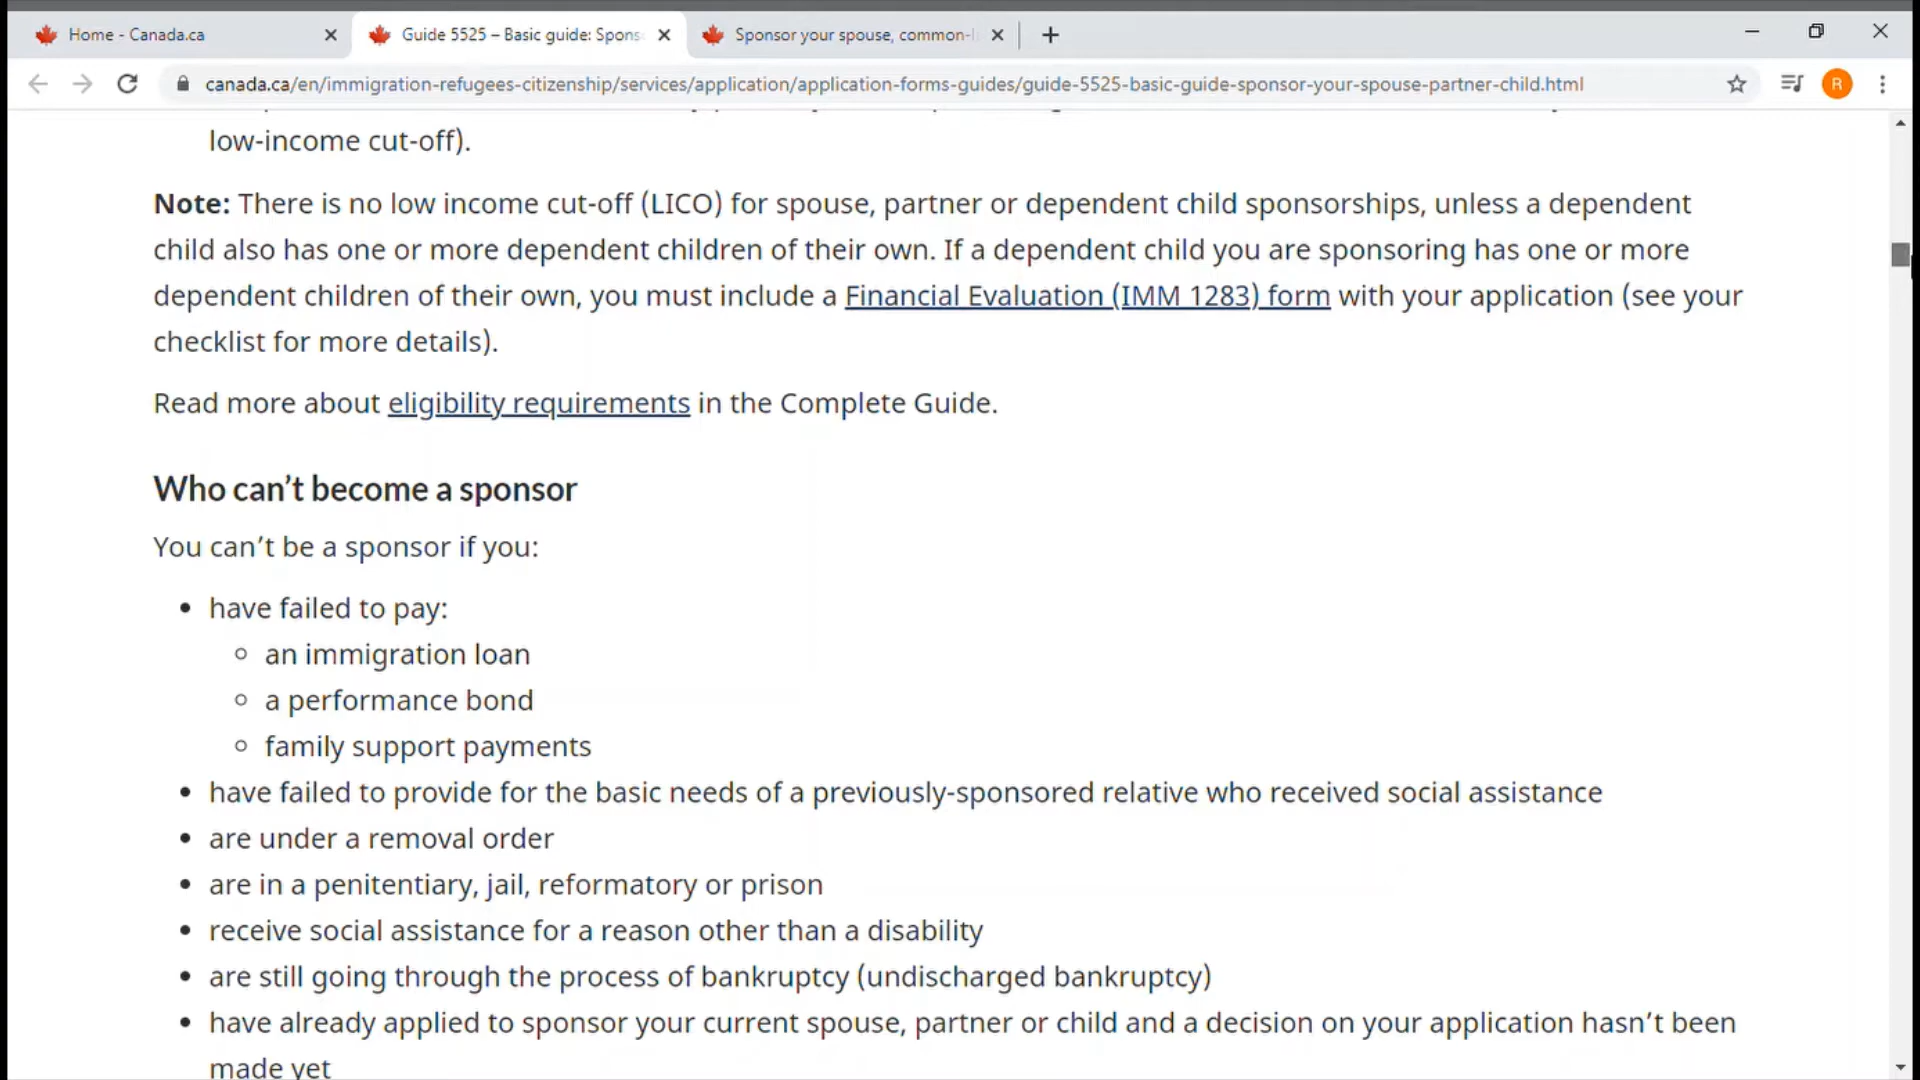 Home - Canada.ca
Guide 5525 – Basic guide: Spons
Sponsor your spouse, common-l
canada.ca/en/immigration-refugees-citizenship/services/application/application-forms-guides/guide-5525-basic-guide-sponsor-your-spouse-partner-child.html
R
low-income cut-off).
Note: There is no low income cut-off (LICO) for spouse, partner or dependent child sponsorships, unless a dependent
child also has one or more dependent children of their own. If a dependent child you are sponsoring has one or more
dependent children of their own, you must include a Financial Evaluation (IMM 1283) form with your application (see your
checklist for more details).
Read more about eligibility requirements in the Complete Guide.
Who can’t become a sponsor
You can’t be a sponsor if you:
have failed to pay:
an immigration loan
a performance bond
family support payments
have failed to provide for the basic needs of a previously-sponsored relative who received social assistance
are under a removal order
are in a penitentiary, jail, reformatory or prison
receive social assistance for a reason other than a disability
are still going through the process of bankruptcy (undischarged bankruptcy)
have already applied to sponsor your current spouse, partner or child and a decision on your application hasn’t been
made yet